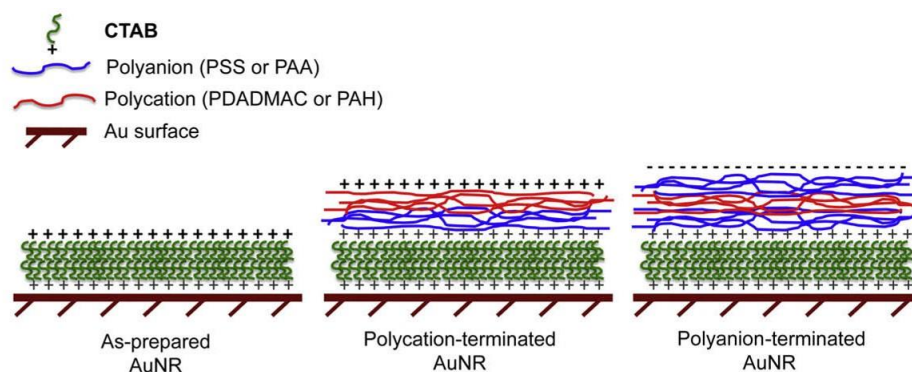 CTAB
+
Polyanion (PSS or PAA)
Polycation (PDADMAC or PAH)
Au surface
As-prepared
AuNR
Polycation-terminated
AuNR
Polyanion-terminated
AuNR